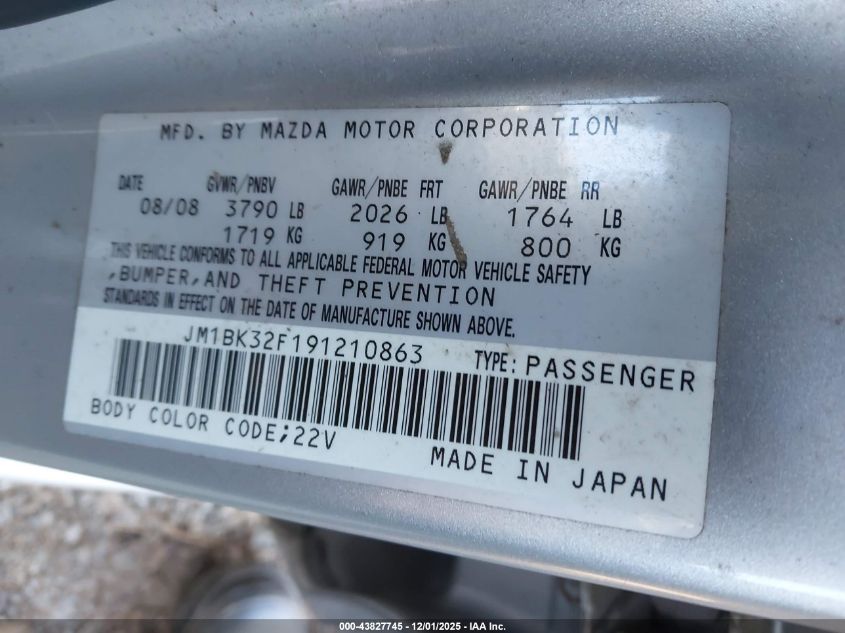 MFD. BY MAZDA MOTOR CORPORATION
DATE GVWR/PNBV GAWR/PNBE FRT GAWR/PNBE RR
08/08 3790 LB 2026 LB 1764 LB
1719 KG 919 KG 800 KG
THIS VEHICLE CONFORMS TO ALL APPLICABLE FEDERAL MOTOR VEHICLE SAFETY
,BUMPER,AND THEFT PREVENTION
STANDARDS IN EFFECT ON THE DATE OF MANUFACTURE SHOWN ABOVE.
JM1BK32F191210863 TYPE: PASSENGER
BODY COLOR CODE;22V
MADE IN JAPAN
000-43827745 - 12/01/2025 - IAA Inc.